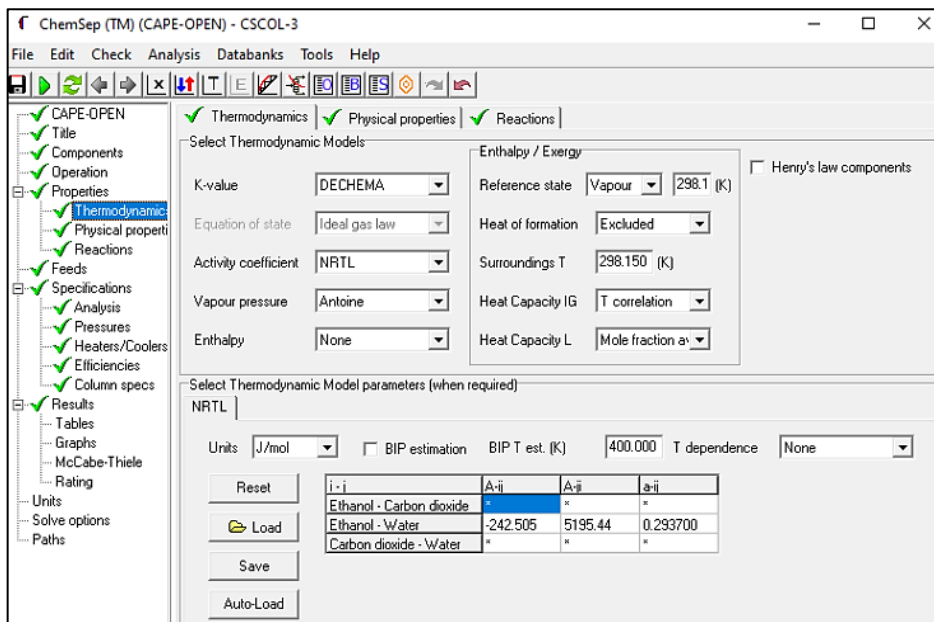 ChemSep (TM) (CAPE-OPEN) - CSCOL-3
File Edit Check Analysis Databanks Tools Help
CAPE-OPEN
Title
Components
Operation
Properties
Thermodynamics
Physical properti
Reactions
Feeds
Specifications
Analysis
Pressures
Heaters/Coolers
Efficiencies
Column specs
Results
Tables
Graphs
McCabe-Thiele
Rating
Units
Solve options
Paths
Thermodynamics Physical properties Reactions
Select Thermodynamic Models
K-value DECHEMA
Equation of state Ideal gas law
Activity coefficient NRTL
Vapour pressure Antoine
Enthalpy None
Enthalpy / Exergy
Reference state Vapour 298.1 (K)
Heat of formation Excluded
Surroundings T 298.150 (K)
Heat Capacity IG T correlation
Heat Capacity L Mole fraction av
Henry's law components
Select Thermodynamic Model parameters (when required)
NRTL
Units J/mol BIP estimation BIP T est. (K) 400.000 T dependence None
Reset
Load
Save
Auto-Load
i - j A-ij A-ji a-ij
Ethanol - Carbon dioxide * * *
Ethanol - Water -242.505 5195.44 0.293700
Carbon dioxide - Water * * *